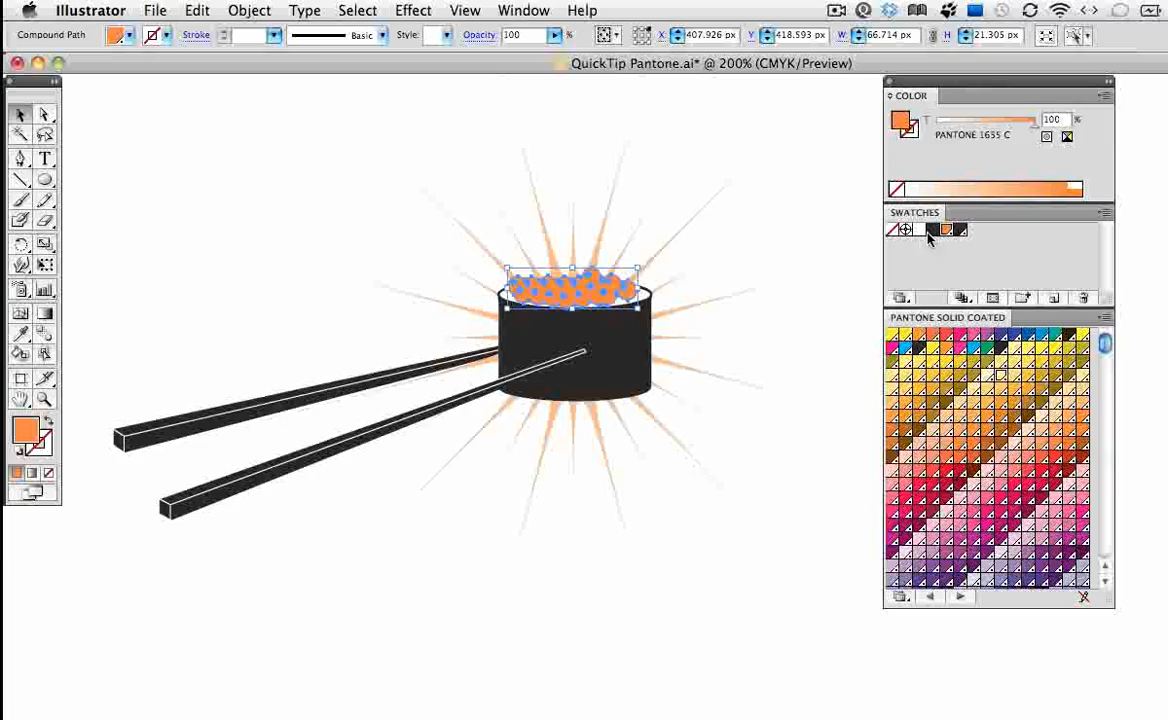 Illustrator File Edit Object Type Select Effect View Window Help
Compound Path Stroke Basic Style: Opacity: 100 % X: 407.926 px Y: 418.593 px W: 66.714 px H 21.305 px
QuickTip Pantone.ai* @ 200% (CMYK/Preview)
COLOR
T 100 %
PANTONE 1635 C
SWATCHES
PANTONE SOLID COATED
T